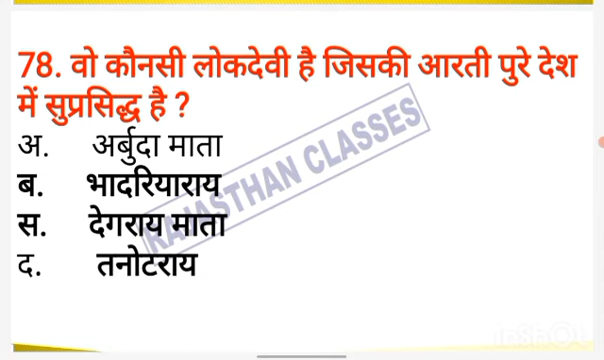 78. वो कौनसी लोकदेवी है जिसकी आरती पुरे देश
में सुप्रसिद्ध है ?
अ. अर्बुदा माता
ब. भादरियाराय
स. देगराय माता
द. तनोटराय
RAJASTHAN CLASSES